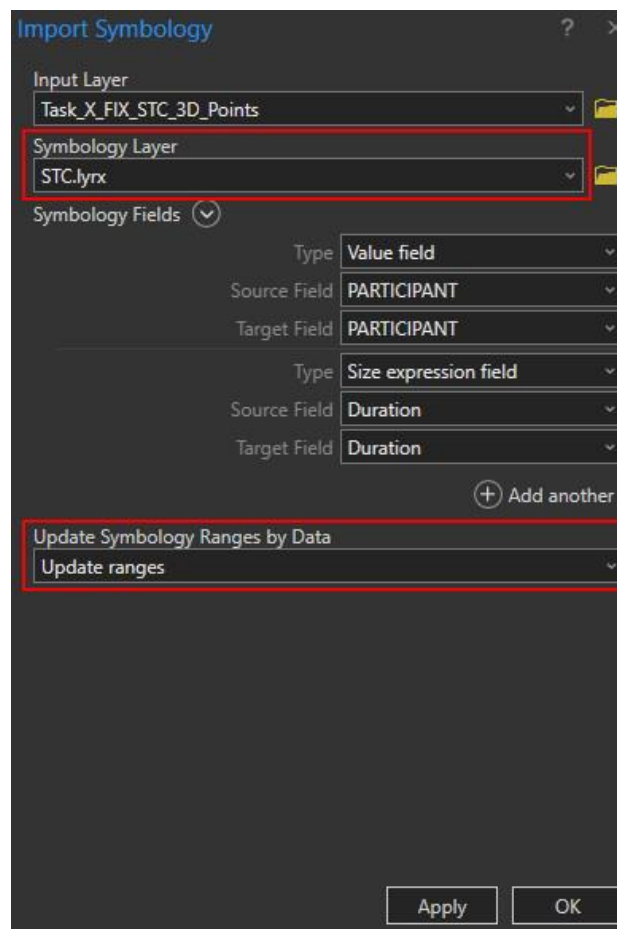 Import Symbology ?
Input Layer
Task_X_FIX_STC_3D_Points
Symbology Layer
STC.lyrx
Symbology Fields
Type Value field
Source Field PARTICIPANT
Target Field PARTICIPANT
Type Size expression field
Source Field Duration
Target Field Duration
Add another
Update Symbology Ranges by Data
Update ranges
Apply OK